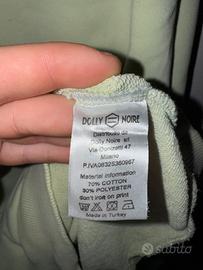 DOLLY NOIRE
Distribuito da
Dolly Noire srl
Via Donizetti 47
Milano
P.IVA08325360967
Material information
70% COTTON
30% POLYESTER
don't iron on print
Made in Turkey
subito